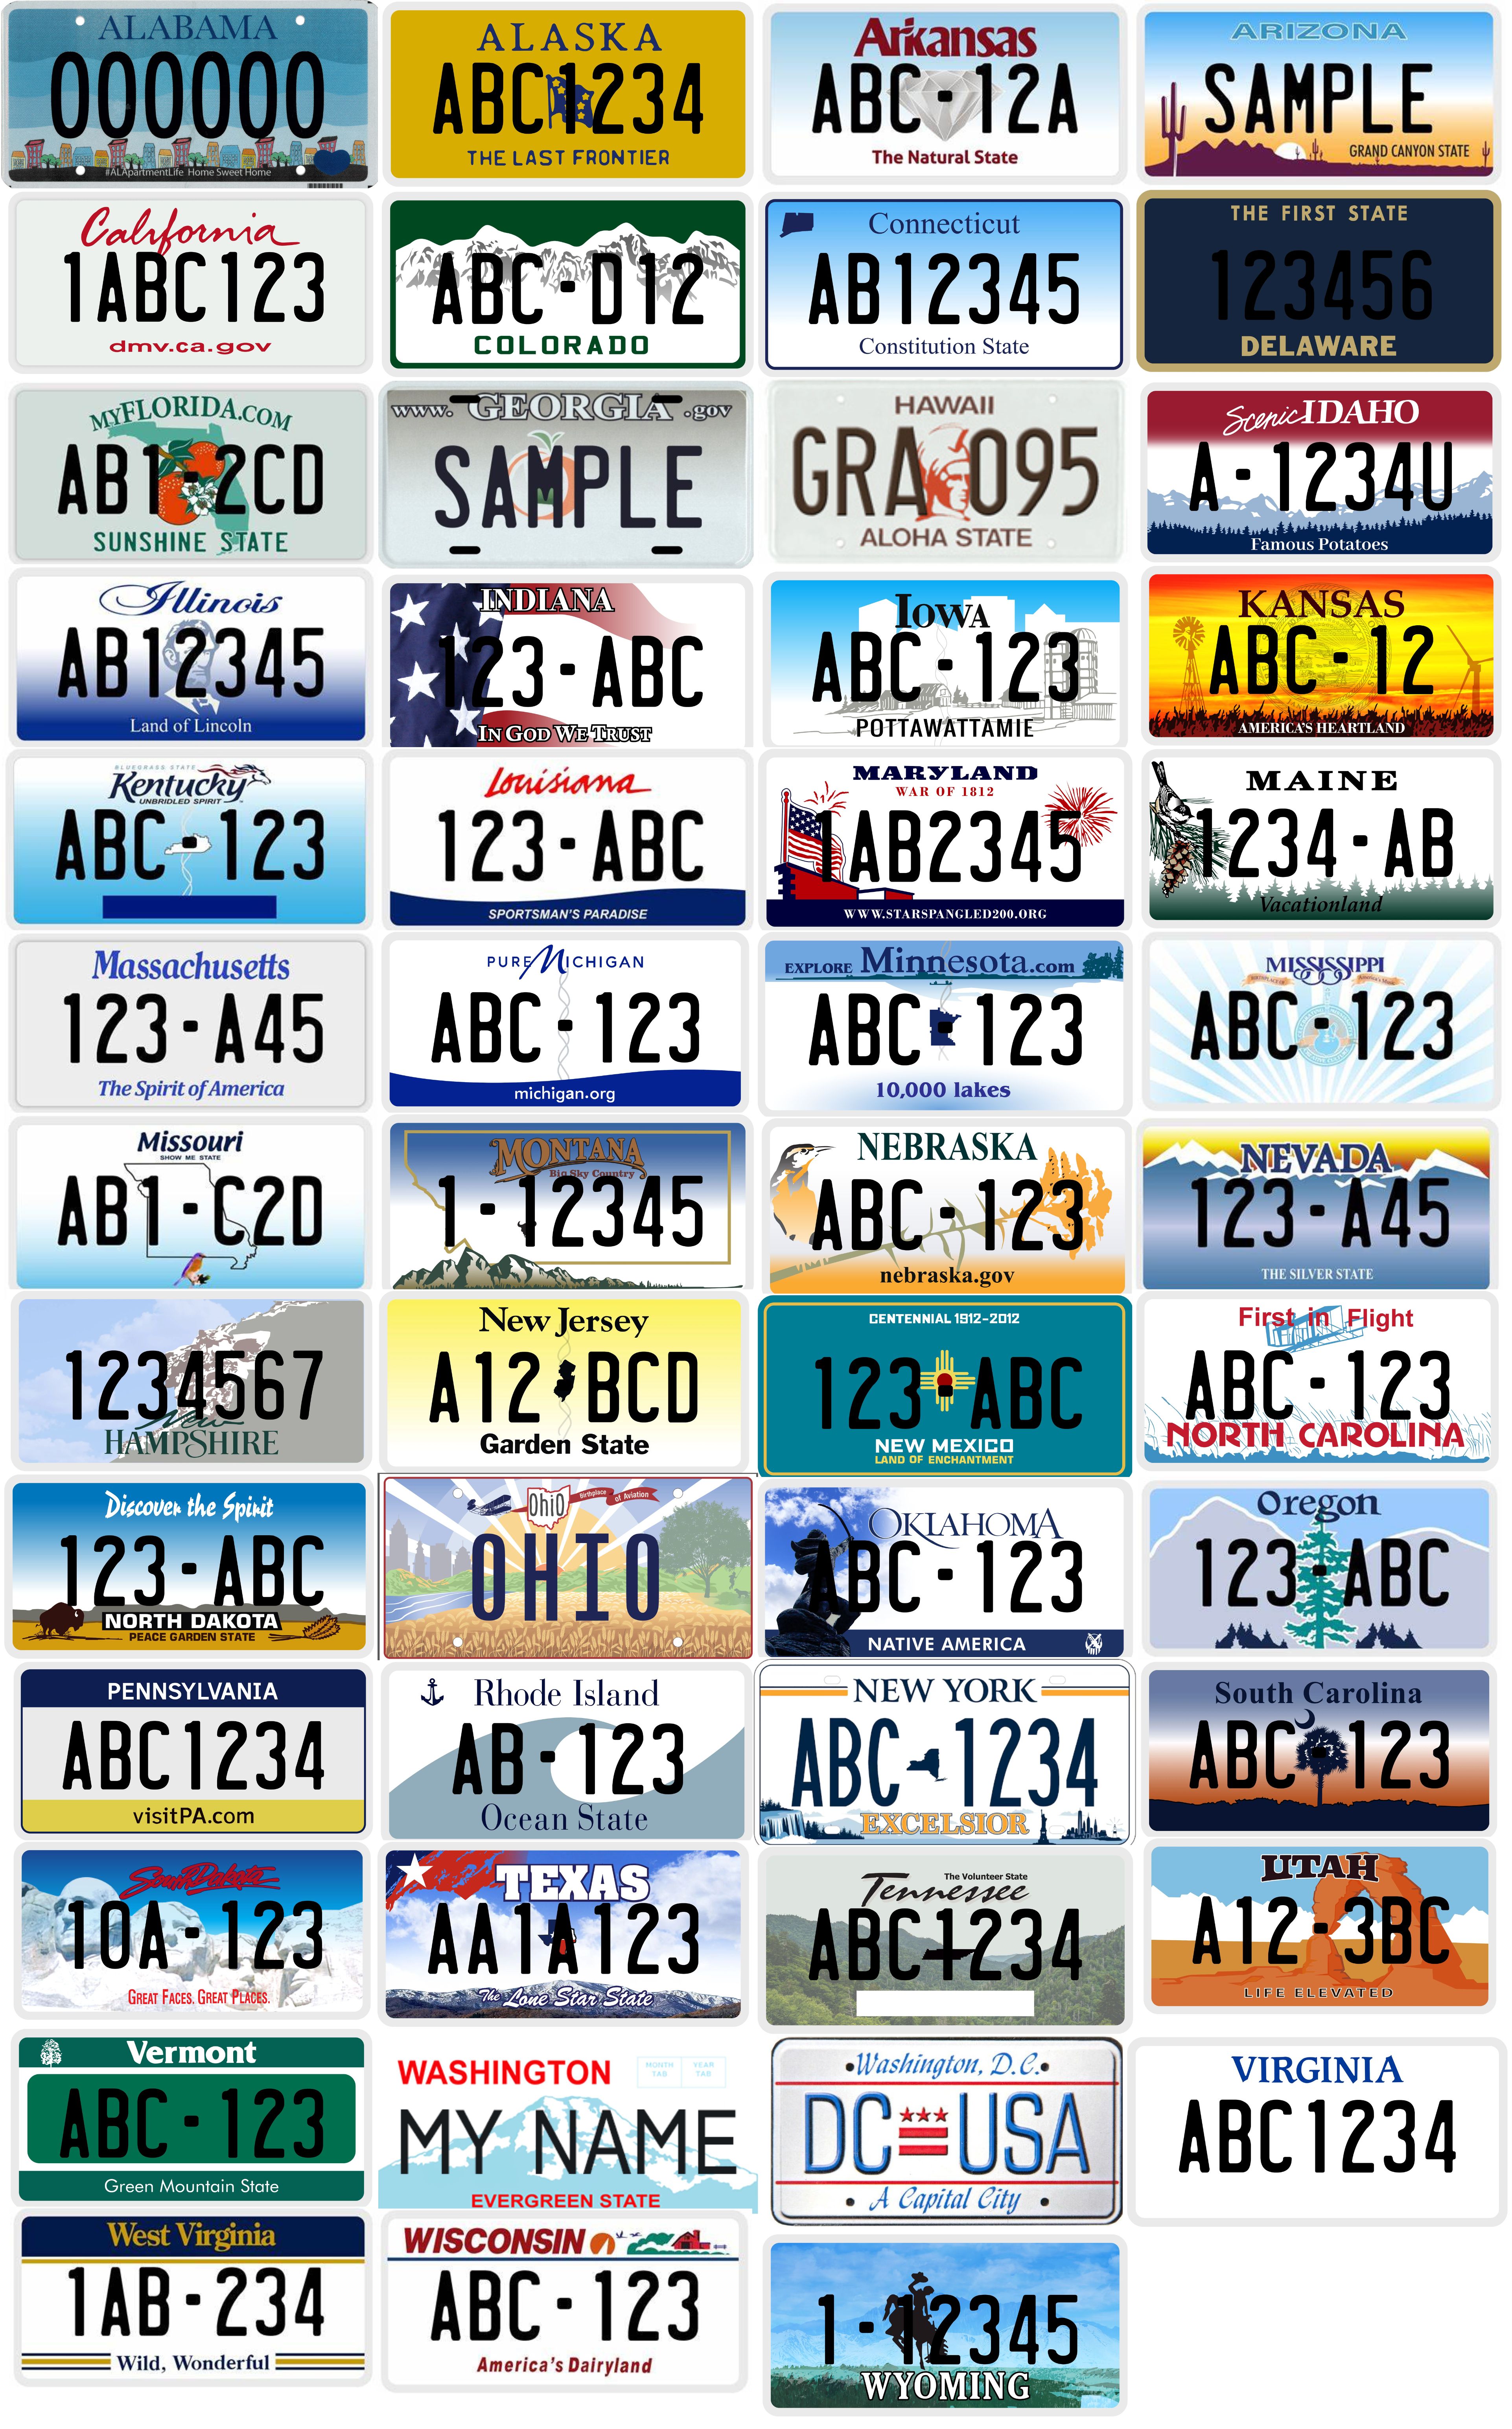 ALABAMA
000000
#ALApartmentLife Home Sweet Home
ALASKA
ABC1234
THE LAST FRONTIER
Arkansas
ABC-12A
The Natural State
ARIZONA
SAMPLE
GRAND CANYON STATE
California
1ABC123
dmv.ca.gov
ABC-D12
COLORADO
Connecticut
AB12345
Constitution State
THE FIRST STATE
123456
DELAWARE
MYFLORIDA.COM
AB1-2CD
SUNSHINE STATE
www. GEORGIA .gov
SAMPLE
HAWAII
GRA 095
ALOHA STATE
Scenic IDAHO
A-1234U
Famous Potatoes
Illinois
AB12345
Land of Lincoln
INDIANA
123-ABC
IN GOD WE TRUST
IOWA
ABC-123
POTTAWATTAMIE
KANSAS
ABC-12
AMERICA'S HEARTLAND
BLUEGRASS STATE
Kentucky
UNBRIDLED SPIRIT
ABC-123
Louisiana
123-ABC
SPORTSMAN'S PARADISE
MARYLAND
WAR OF 1812
1AB2345
WWW.STARSPANGLED200.ORG
MAINE
1234-AB
Vacationland
Massachusetts
123-A45
The Spirit of America
PURE MICHIGAN
ABC-123
michigan.org
EXPLORE Minnesota.com
ABC-123
10,000 lakes
MISSISSIPPI
ABC-123
Missouri
SHOW ME STATE
AB1-C2D
MONTANA
Big Sky Country
1-12345
NEBRASKA
ABC-123
nebraska.gov
NEVADA
123-A45
THE SILVER STATE
1234567
New
HAMPSHIRE
New Jersey
A12 BCD
Garden State
CENTENNIAL 1912-2012
123-ABC
NEW MEXICO
LAND OF ENCHANTMENT
First in Flight
ABC-123
NORTH CAROLINA
Discover the Spirit
123-ABC
NORTH DAKOTA
PEACE GARDEN STATE
OhiO
Birthplace of Aviation
OHIO
OKLAHOMA
ABC-123
NATIVE AMERICA
Oregon
123-ABC
PENNSYLVANIA
ABC1234
visitPA.com
Rhode Island
AB-123
Ocean State
NEW YORK
ABC 1234
EXCELSIOR
South Carolina
ABC-123
South Dakota
10A-123
GREAT FACES. GREAT PLACES.
TEXAS
AA1A123
The Lone Star State
The Volunteer State
Tennessee
ABC1234
UTAH
A12-3BC
LIFE ELEVATED
Vermont
ABC-123
Green Mountain State
WASHINGTON
MONTH TAB
YEAR TAB
MY NAME
EVERGREEN STATE
•Washington, D.C.•
DC USA
• A Capital City •
VIRGINIA
ABC1234
West Virginia
1AB-234
Wild, Wonderful
WISCONSIN
ABC-123
America's Dairyland
1-12345
WYOMING